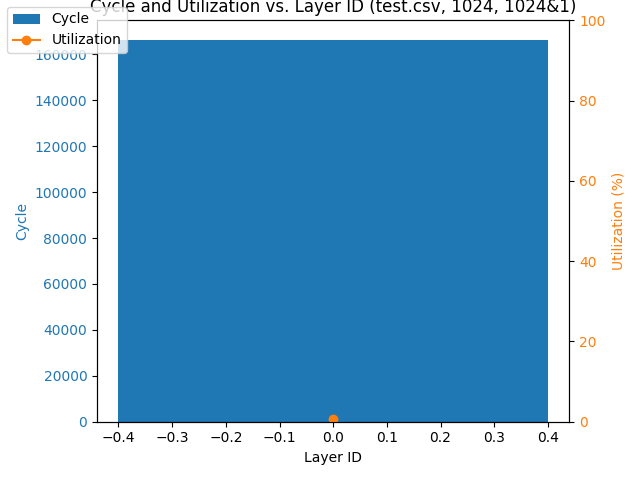 Cycle and Utilization vs. Layer ID (test.csv, 1024, 1024&1)
Cycle
Utilization
160000
140000
120000
100000
80000
60000
40000
20000
0
Cycle
100
80
60
40
20
0
Utilization (%)
−0.4 −0.3 −0.2 −0.1 0.0 0.1 0.2 0.3 0.4
Layer ID